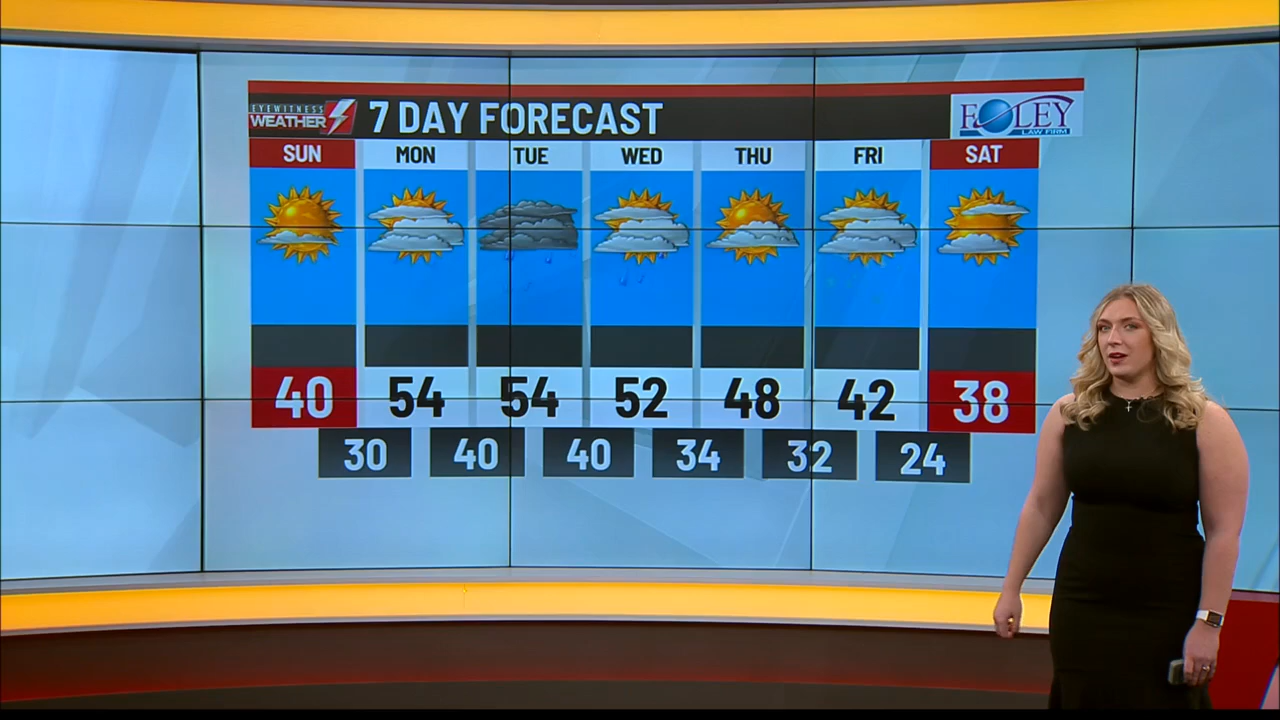 EYEWITNESS
WEATHER
7 DAY FORECAST
FOLEY
LAW FIRM
SUN MON TUE WED THU FRI SAT
40 54 54 52 48 42 38
30 40 40 34 32 24